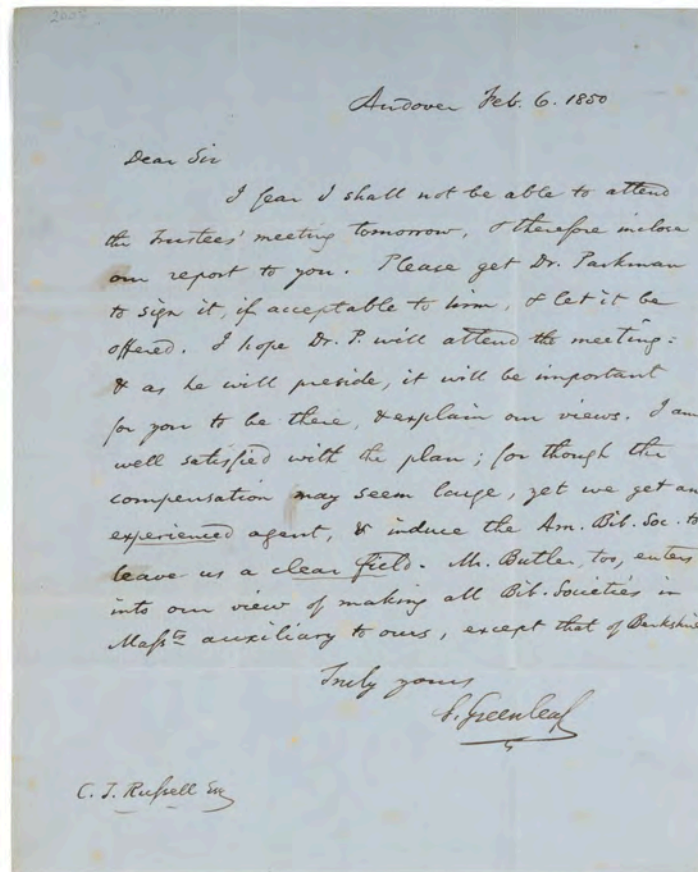 2007
Andover Feb. 6. 1850
Dear Sir
I fear I shall not be able to attend
the Trustees' meeting tomorrow, & therefore inclose
our report to you. Please get Dr. Parkman
to sign it, if acceptable to him, & let it be
offered. I hope Dr. P. will attend the meeting:
& as he will preside, it will be important
for you to be there, & explain our views. I am
well satisfied with the plan; for though the
compensation may seem large, yet we get an
experienced agent, & induce the Am. Bib. Soc. to
leave us a clear field. Mr. Butler, too, enters
into our view of making all Bib. Societies in
Massts auxiliary to ours, except that of Berkshire
Truly yours
S. Greenleaf
C. T. Russell Esq